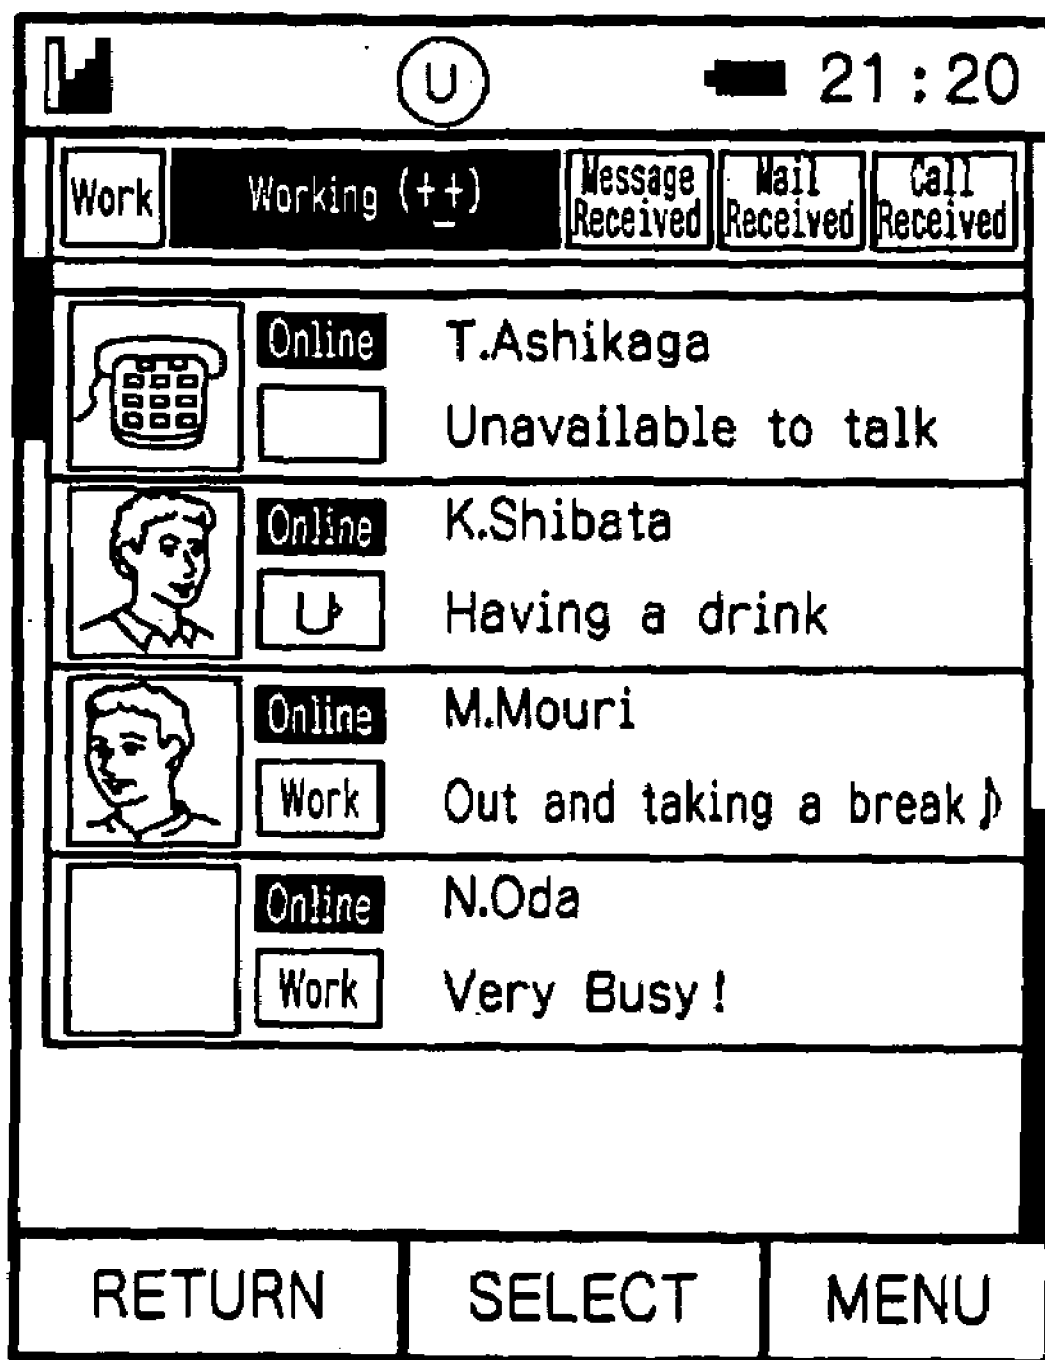 U 21:20
Work Working (++) Message Received Mail Received Call Received
Online T.Ashikaga
Unavailable to talk
Online K.Shibata
Having a drink
Online M.Mouri
Work Out and taking a break♪
Online N.Oda
Work Very Busy!
RETURN SELECT MENU